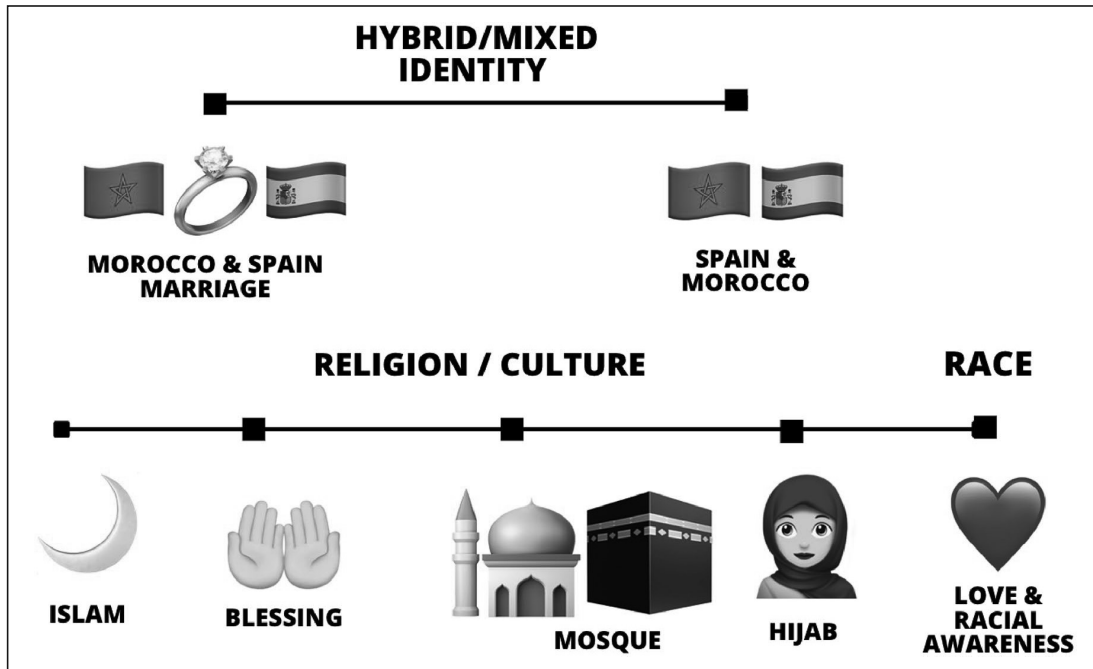 HYBRID/MIXED
IDENTITY
MOROCCO & SPAIN
MARRIAGE
SPAIN &
MOROCCO
RELIGION / CULTURE
RACE
ISLAM
BLESSING
MOSQUE
HIJAB
LOVE &
RACIAL
AWARENESS